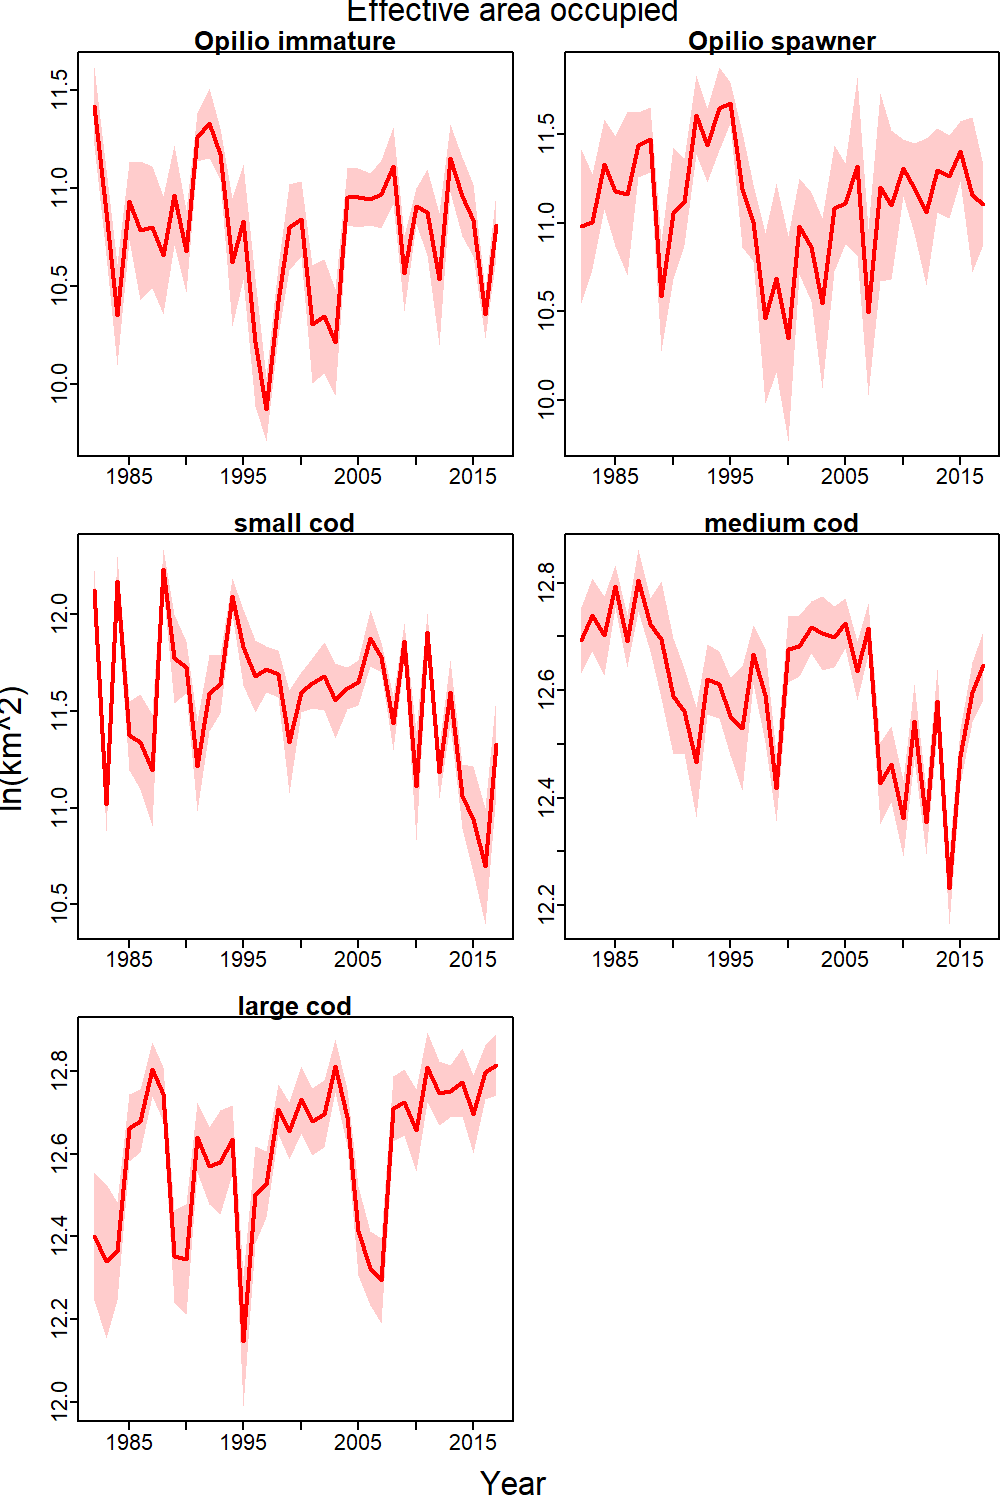 Effective area occupied
Opilio immature
Opilio spawner
11.5
11.0
10.5
10.0
1985 1995 2005 2015
11.5
11.0
10.5
10.0
1985 1995 2005 2015
small cod
medium cod
12.0
11.5
11.0
10.5
1985 1995 2005 2015
12.8
12.6
12.4
12.2
1985 1995 2005 2015
ln(km^2)
large cod
12.8
12.6
12.4
12.2
12.0
1985 1995 2005 2015
Year